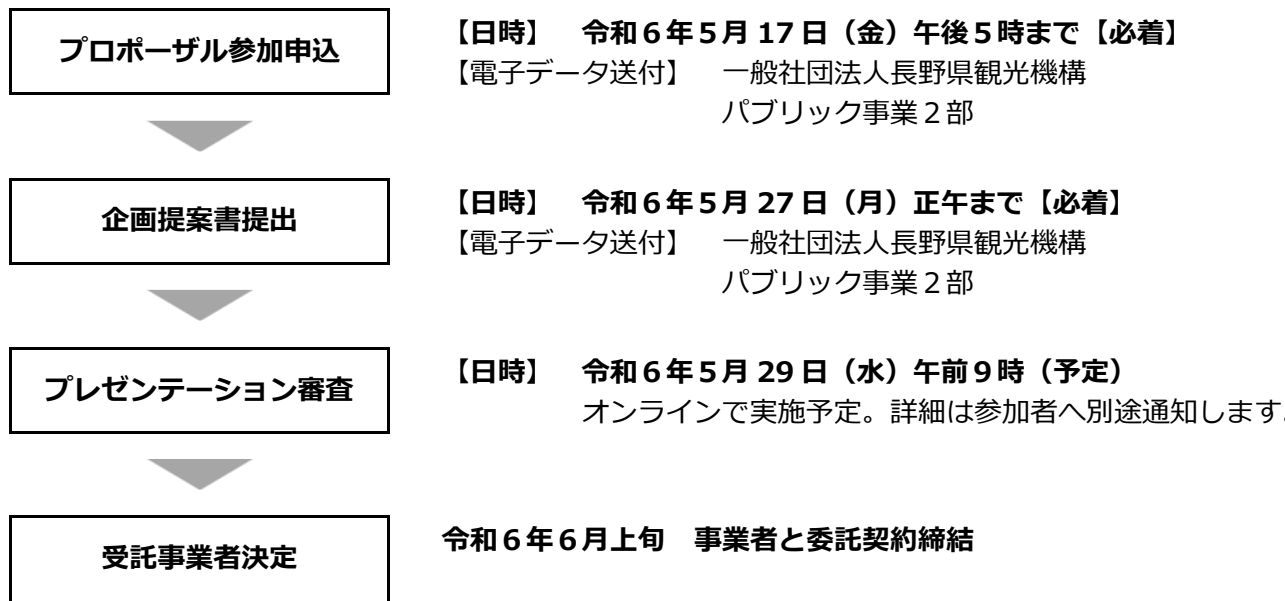 プロポーザル参加申込
【日時】　令和６年５月 17 日（金）午後５時まで【必着】
【電子データ送付】　一般社団法人長野県観光機構
パブリック事業２部
企画提案書提出
【日時】　令和６年５月 27 日（月）正午まで【必着】
【電子データ送付】　一般社団法人長野県観光機構
パブリック事業２部
プレゼンテーション審査
【日時】　令和６年５月 29 日（水）午前９時（予定）
オンラインで実施予定。詳細は参加者へ別途通知します。
受託事業者決定
令和６年６月上旬　事業者と委託契約締結